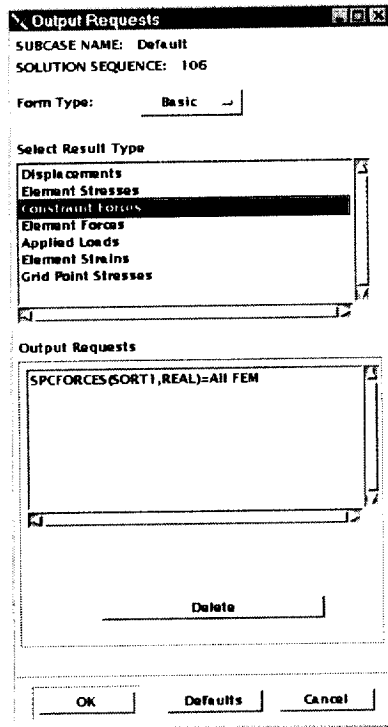 Output Requests
SUBCASE NAME: Default
SOLUTION SEQUENCE: 106
Form Type: Basic
Select Result Type
Displacements
Element Stresses
Constraint Forces
Element Forces
Applied Loads
Element Strains
Grid Point Stresses
Output Requests
SPCFORCES(SORT1,REAL)=All FEM
Delete
OK Defaults Cancel